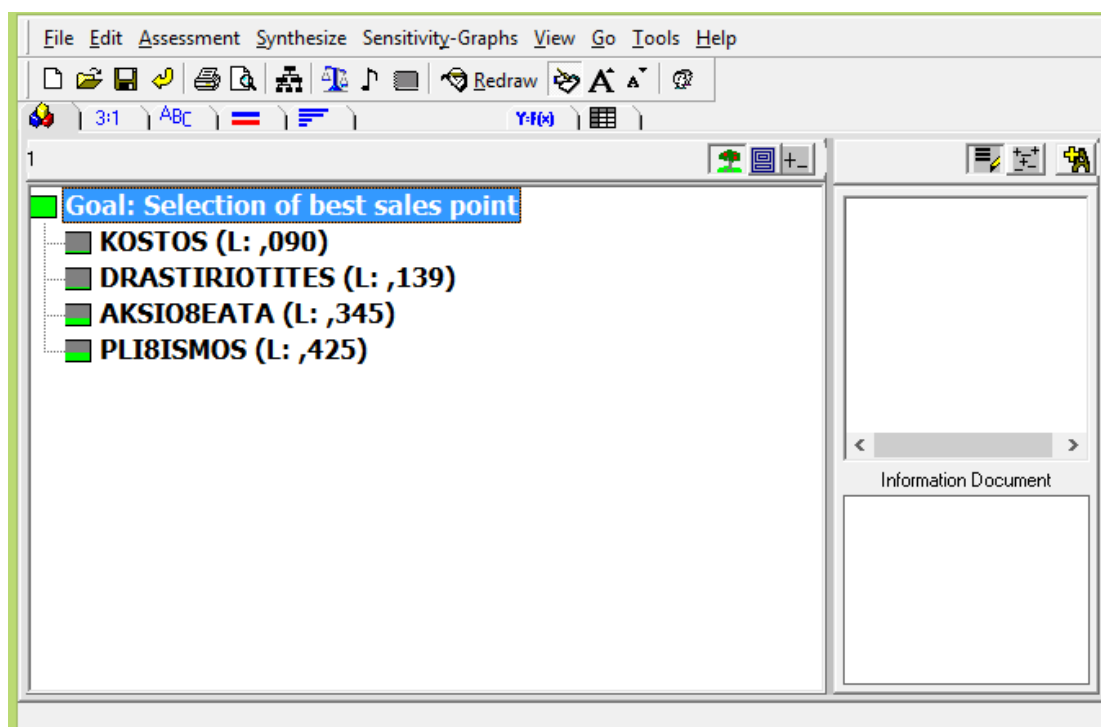 File Edit Assessment Synthesize Sensitivity-Graphs View Go Tools Help
Redraw A A
3:1 ABC Y=F(x)
1
+-
Goal: Selection of best sales point
KOSTOS (L: ,090)
DRASTIRIOTITES (L: ,139)
AKSIO8EATA (L: ,345)
PLI8ISMOS (L: ,425)
Information Document